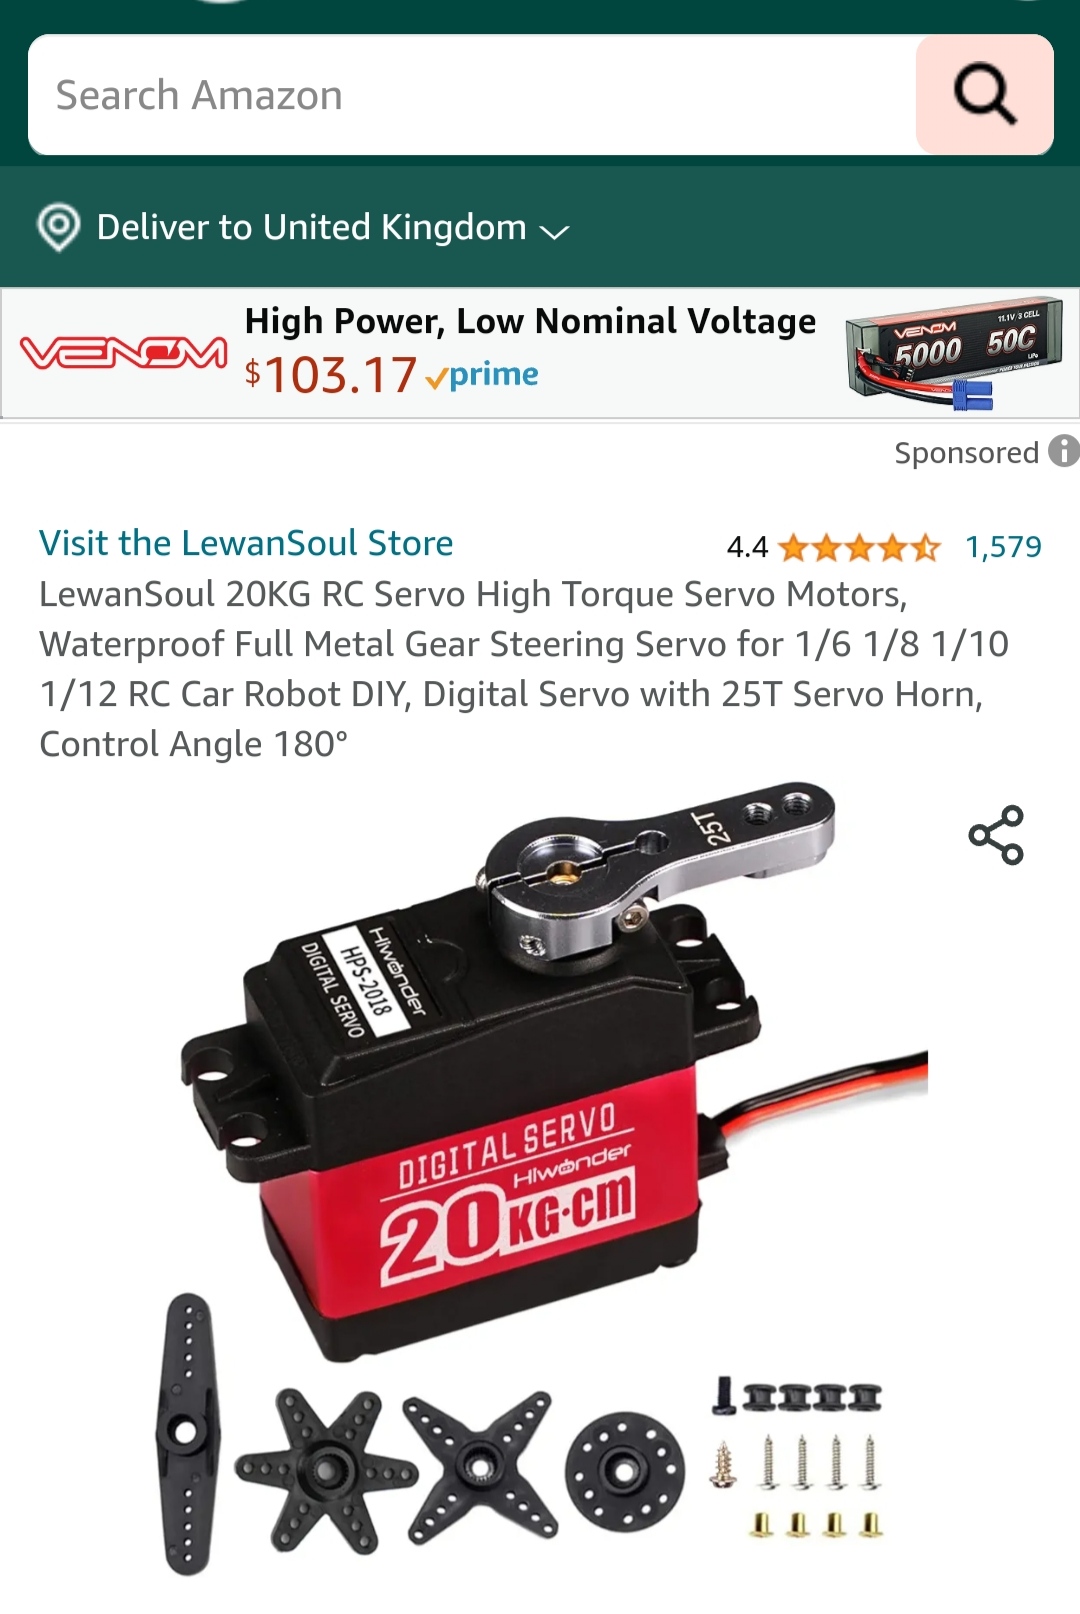 Search Amazon
Deliver to United Kingdom
VENOM
High Power, Low Nominal Voltage
$103.17 prime
11.1V 3 CELL
VENOM
5000 50C
LiPo
Sponsored
Visit the LewanSoul Store
4.4 1,579
LewanSoul 20KG RC Servo High Torque Servo Motors,
Waterproof Full Metal Gear Steering Servo for 1/6 1/8 1/10
1/12 RC Car Robot DIY, Digital Servo with 25T Servo Horn,
Control Angle 180°
25T
Hiwonder
HPS-2018
DIGITAL SERVO
DIGITAL SERVO
Hiwonder
20KG·cm